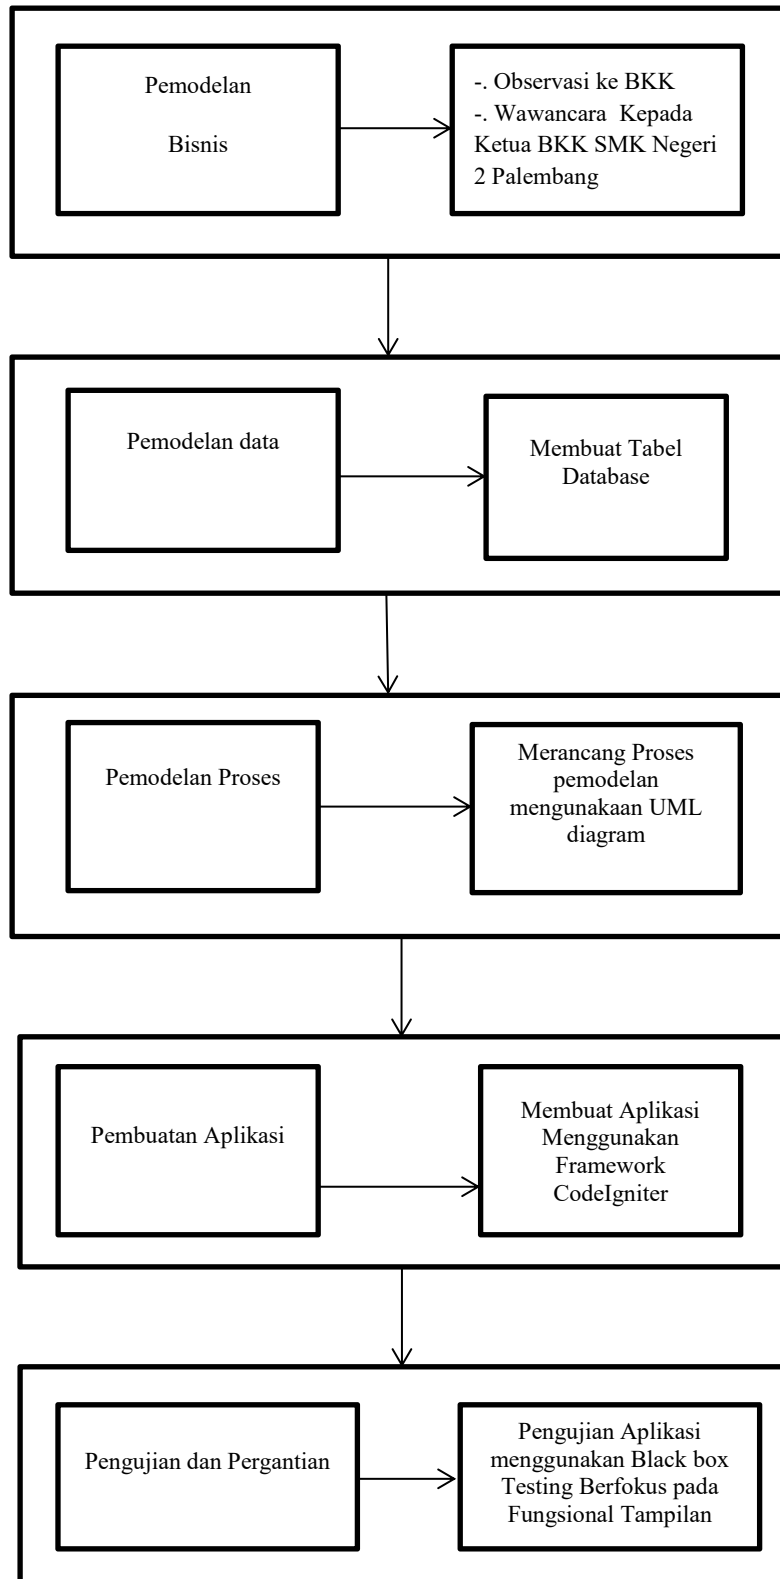 Pemodelan
Bisnis
-. Observasi ke BKK
-. Wawancara Kepada
Ketua BKK SMK Negeri
2 Palembang
Pemodelan data
Membuat Tabel
Database
Pemodelan Proses
Merancang Proses
pemodelan
mengunakaan UML
diagram
Pembuatan Aplikasi
Membuat Aplikasi
Menggunakan
Framework
CodeIgniter
Pengujian dan Pergantian
Pengujian Aplikasi
menggunakan Black box
Testing Berfokus pada
Fungsional Tampilan